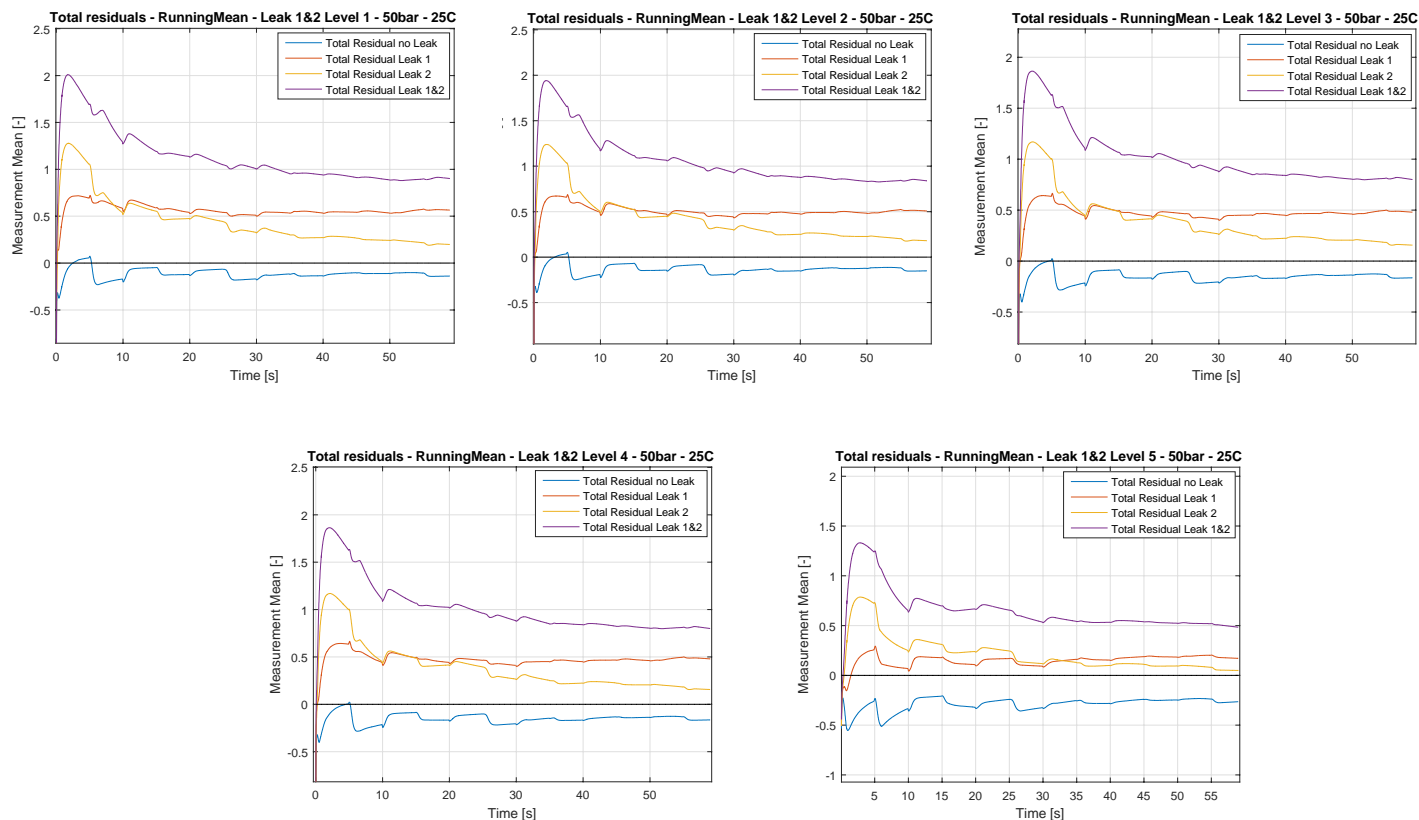 Total residuals - RunningMean - Leak 1&2 Level 1 - 50bar - 25C
2.5
2
1.5
1
0.5
0
-0.5
Measurement Mean [-]
Total Residual no Leak
Total Residual Leak 1
Total Residual Leak 2
Total Residual Leak 1&2
0 10 20 30 40 50
Time [s]
Total residuals - RunningMean - Leak 1&2 Level 2 - 50bar - 25C
2.5
2
1.5
1
0.5
0
-0.5
Total Residual no Leak
Total Residual Leak 1
Total Residual Leak 2
Total Residual Leak 1&2
0 10 20 30 40 50
Time [s]
Total residuals - RunningMean - Leak 1&2 Level 3 - 50bar - 25C
2
1.5
1
0.5
0
-0.5
Measurement Mean [-]
Total Residual no Leak
Total Residual Leak 1
Total Residual Leak 2
Total Residual Leak 1&2
0 10 20 30 40 50
Time [s]
Total residuals - RunningMean - Leak 1&2 Level 4 - 50bar - 25C
2.5
2
1.5
1
0.5
0
-0.5
Measurement Mean [-]
Total Residual no Leak
Total Residual Leak 1
Total Residual Leak 2
Total Residual Leak 1&2
0 10 20 30 40 50
Time [s]
Total residuals - RunningMean - Leak 1&2 Level 5 - 50bar - 25C
2
1.5
1
0.5
0
-0.5
-1
Measurement Mean [-]
Total Residual no Leak
Total Residual Leak 1
Total Residual Leak 2
Total Residual Leak 1&2
5 10 15 20 25 30 35 40 45 50 55
Time [s]